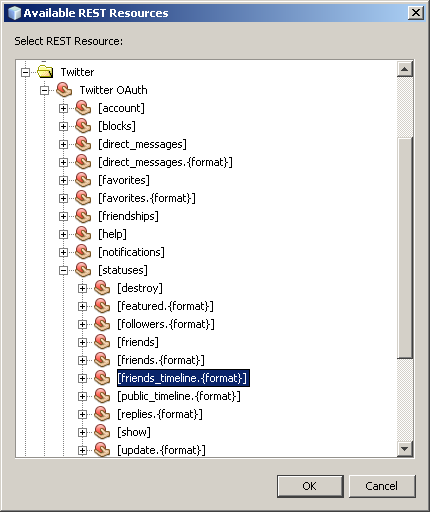 Available REST Resources
Select REST Resource:
Twitter
Twitter OAuth
[account]
[blocks]
[direct_messages]
[direct_messages.{format}]
[favorites]
[favorites.{format}]
[friendships]
[help]
[notifications]
[statuses]
[destroy]
[featured.{format}]
[followers.{format}]
[friends]
[friends.{format}]
[friends_timeline.{format}]
[public_timeline.{format}]
[replies.{format}]
[show]
[update.{format}]
OK Cancel